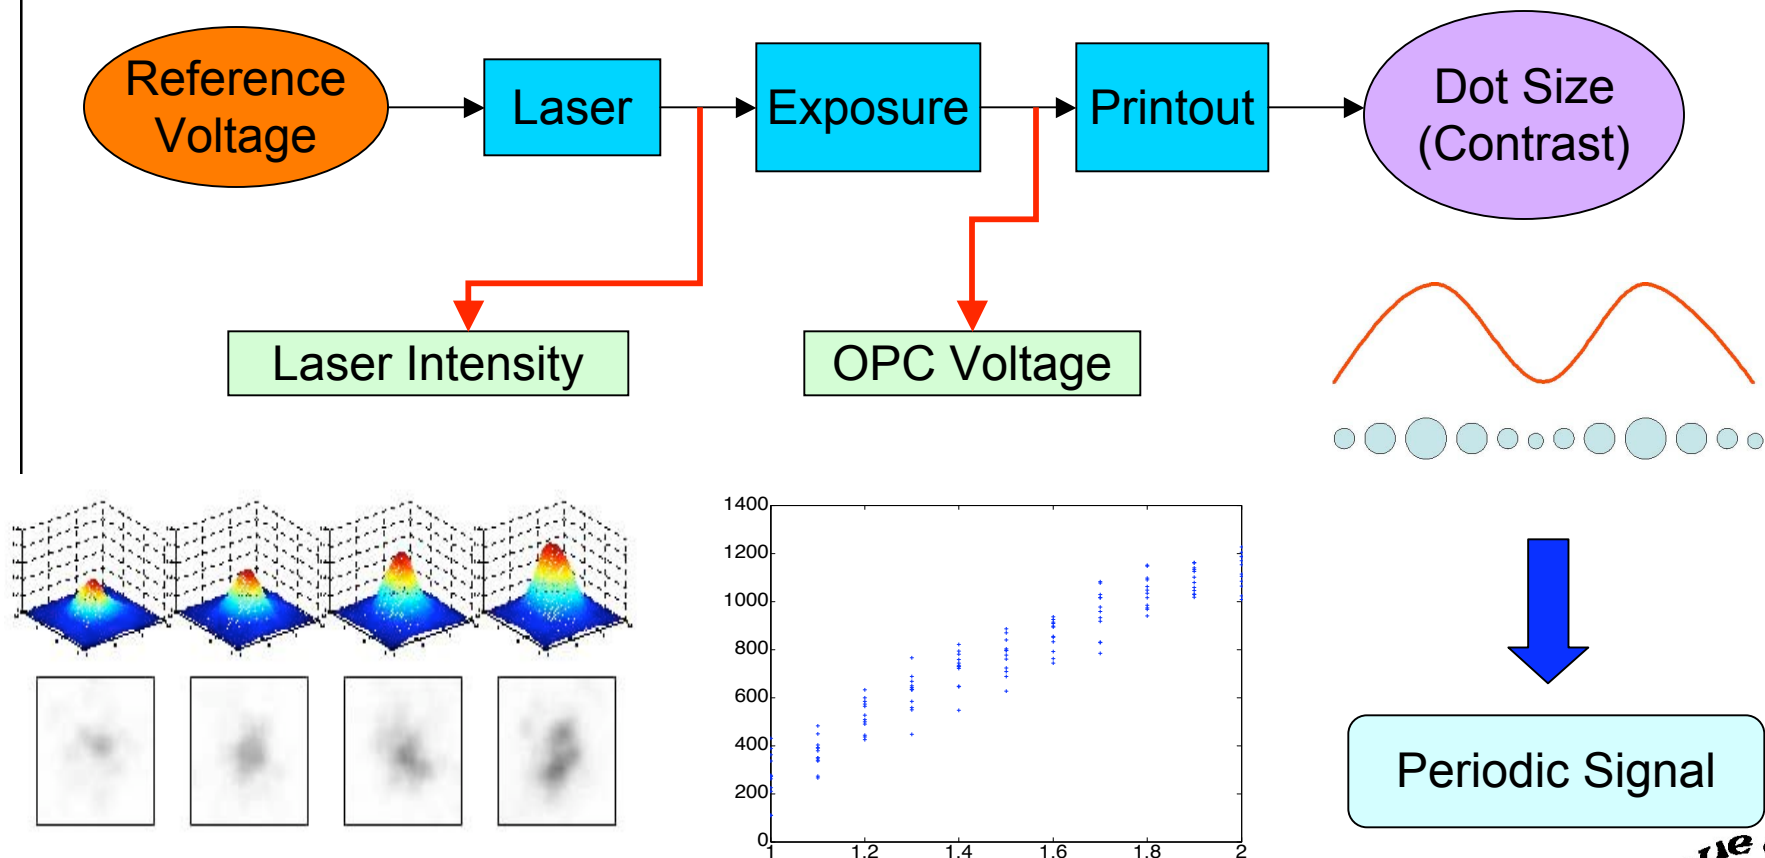 Reference
Voltage
Laser
Exposure
Printout
Dot Size
(Contrast)
Laser Intensity
OPC Voltage
1400
1200
1000
800
600
400
200
0
1
1.2
1.4
1.6
1.8
2
Periodic Signal
ue